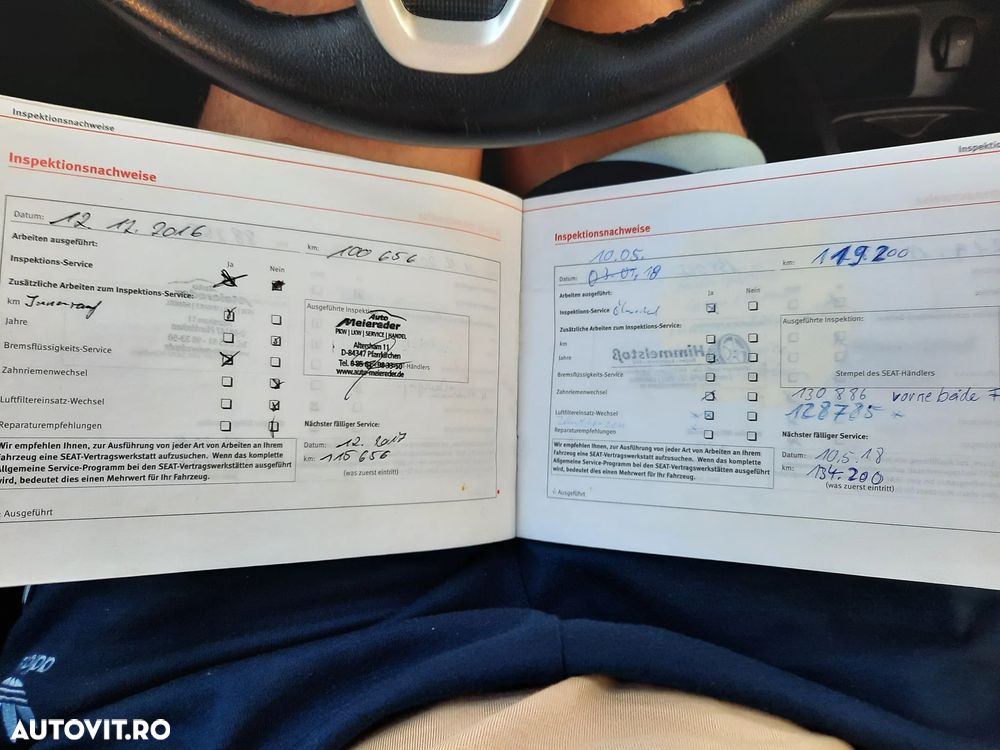 Inspektionsnachweise
Inspektionsnachweise
Datum: 12. 12. 2016
km: 100 656
Arbeiten ausgeführt:
Ja
Nein
Inspektions-Service
Zusätzliche Arbeiten zum Inspektions-Service:
km
Jahre
Bremsflüssigkeits-Service
Zahnriemenwechsel
Luftfiltereinsatz-Wechsel
Reparaturempfehlungen
Ausgeführte Inspektion:
Auto
Meiereder
PKW | LKW | SERVICE | HANDEL
Altersham 11
D-84347 Pfarrkirchen
www.auto-meiereder.de
Wir empfehlen Ihnen, zur Ausführung von jeder Art von Arbeiten an Ihrem
Fahrzeug eine SEAT-Vertragswerkstatt aufzusuchen. Wenn das komplette
Allgemeine Service-Programm bei den SEAT-Vertragswerkstätten ausgeführt
wird, bedeutet dies einen Mehrwert für Ihr Fahrzeug.
Nächster fälliger Service:
Datum: 12. 2017
km: 115 656
(was zuerst eintritt)
Ausgeführt
Inspektionsnachweise
10.05.
Datum:
km: 119.200
Arbeiten ausgeführt:
Ja
Nein
Inspektions-Service
Zusätzliche Arbeiten zum Inspektions-Service:
km
Jahre
Bremsflüssigkeits-Service
Zahnriemenwechsel
Luftfiltereinsatz-Wechsel
Reparaturempfehlungen
Ausgeführte Inspektion:
Himmelstoß
Stempel des SEAT-Händlers
130 886 vorne beide
128785
Wir empfehlen Ihnen, zur Ausführung von jeder Art von Arbeiten an Ihrem
Fahrzeug eine SEAT-Vertragswerkstatt aufzusuchen. Wenn das komplette
Allgemeine Service-Programm bei den SEAT-Vertragswerkstätten ausgeführt
wird, bedeutet dies einen Mehrwert für Ihr Fahrzeug.
Nächster fälliger Service:
Datum: 10.5.18
km: 134.200
(was zuerst eintritt)
Ausgeführt
AUTOVIT.RO